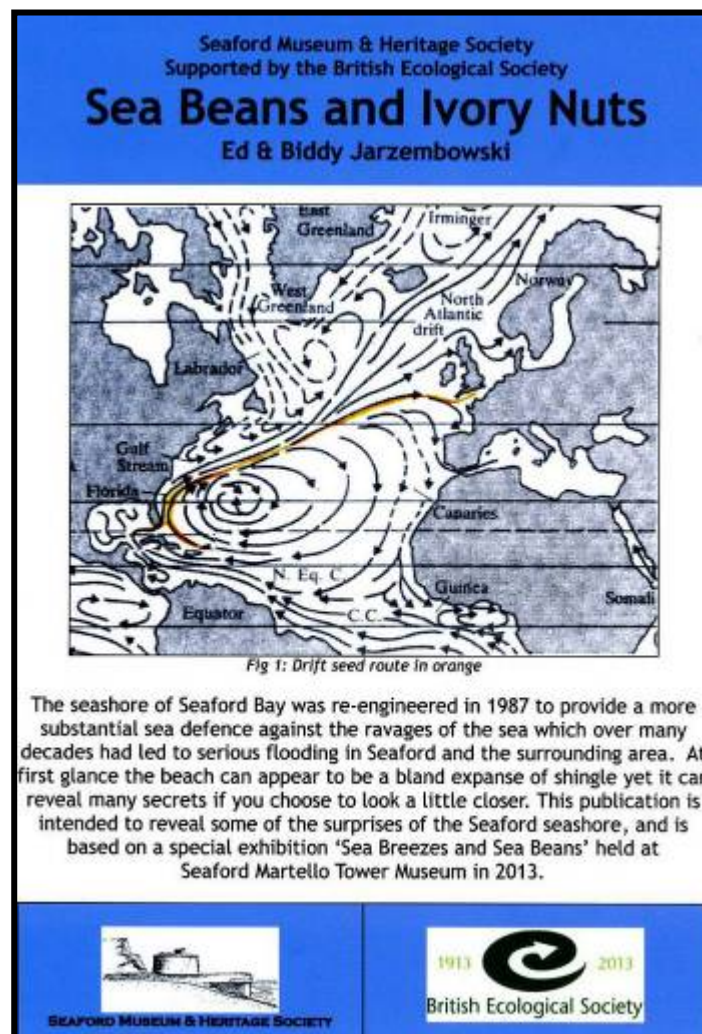 Seaford Museum & Heritage Society
Supported by the British Ecological Society
Sea Beans and Ivory Nuts
Ed & Biddy Jarzembowski
East
Greenland
Irminger
West
Greenland
Norway
North
Atlantic
drift
Labrador
Gulf
Stream
Florida
Canaries
N. Eq. C.
Guinea
Equator
C.C.
Somali
Fig 1: Drift seed route in orange
The seashore of Seaford Bay was re-engineered in 1987 to provide a more
substantial sea defence against the ravages of the sea which over many
decades had led to serious flooding in Seaford and the surrounding area. At
first glance the beach can appear to be a bland expanse of shingle yet it can
reveal many secrets if you choose to look a little closer. This publication is
intended to reveal some of the surprises of the Seaford seashore, and is
based on a special exhibition ‘Sea Breezes and Sea Beans’ held at
Seaford Martello Tower Museum in 2013.
SEAFORD MUSEUM & HERITAGE SOCIETY
1913 2013
British Ecological Society